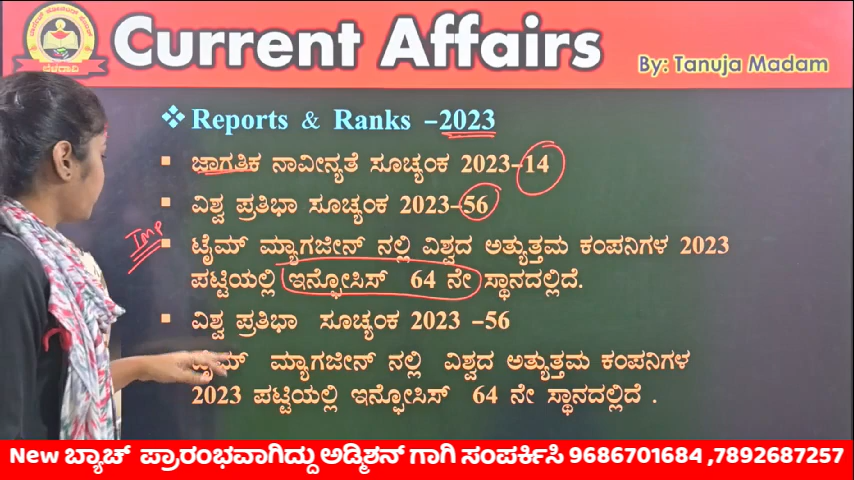 Current Affairs
By: Tanuja Madam
ಬೆಳಗಾವಿ
❖ Reports & Ranks –2023
▪ ಜಾಗತಿಕ ನಾವೀನ್ಯತೆ ಸೂಚ್ಯಂಕ 2023-14
▪ ವಿಶ್ವ ಪ್ರತಿಭಾ ಸೂಚ್ಯಂಕ 2023-56
IMP
▪ ಟೈಮ್ ಮ್ಯಾಗಜೀನ್ ನಲ್ಲಿ ವಿಶ್ವದ ಅತ್ಯುತ್ತಮ ಕಂಪನಿಗಳ 2023
ಪಟ್ಟಿಯಲ್ಲಿ ಇನ್ಫೋಸಿಸ್ 64 ನೇ ಸ್ಥಾನದಲ್ಲಿದೆ.
▪ ವಿಶ್ವ ಪ್ರತಿಭಾ ಸೂಚ್ಯಂಕ 2023 –56
ಟೈಮ್ ಮ್ಯಾಗಜೀನ್ ನಲ್ಲಿ ವಿಶ್ವದ ಅತ್ಯುತ್ತಮ ಕಂಪನಿಗಳ
2023 ಪಟ್ಟಿಯಲ್ಲಿ ಇನ್ಫೋಸಿಸ್ 64 ನೇ ಸ್ಥಾನದಲ್ಲಿದೆ .
New ಬ್ಯಾಚ್ ಪ್ರಾರಂಭವಾಗಿದ್ದು ಅಡ್ಮಿಶನ್ ಗಾಗಿ ಸಂಪರ್ಕಿಸಿ 9686701684 ,7892687257